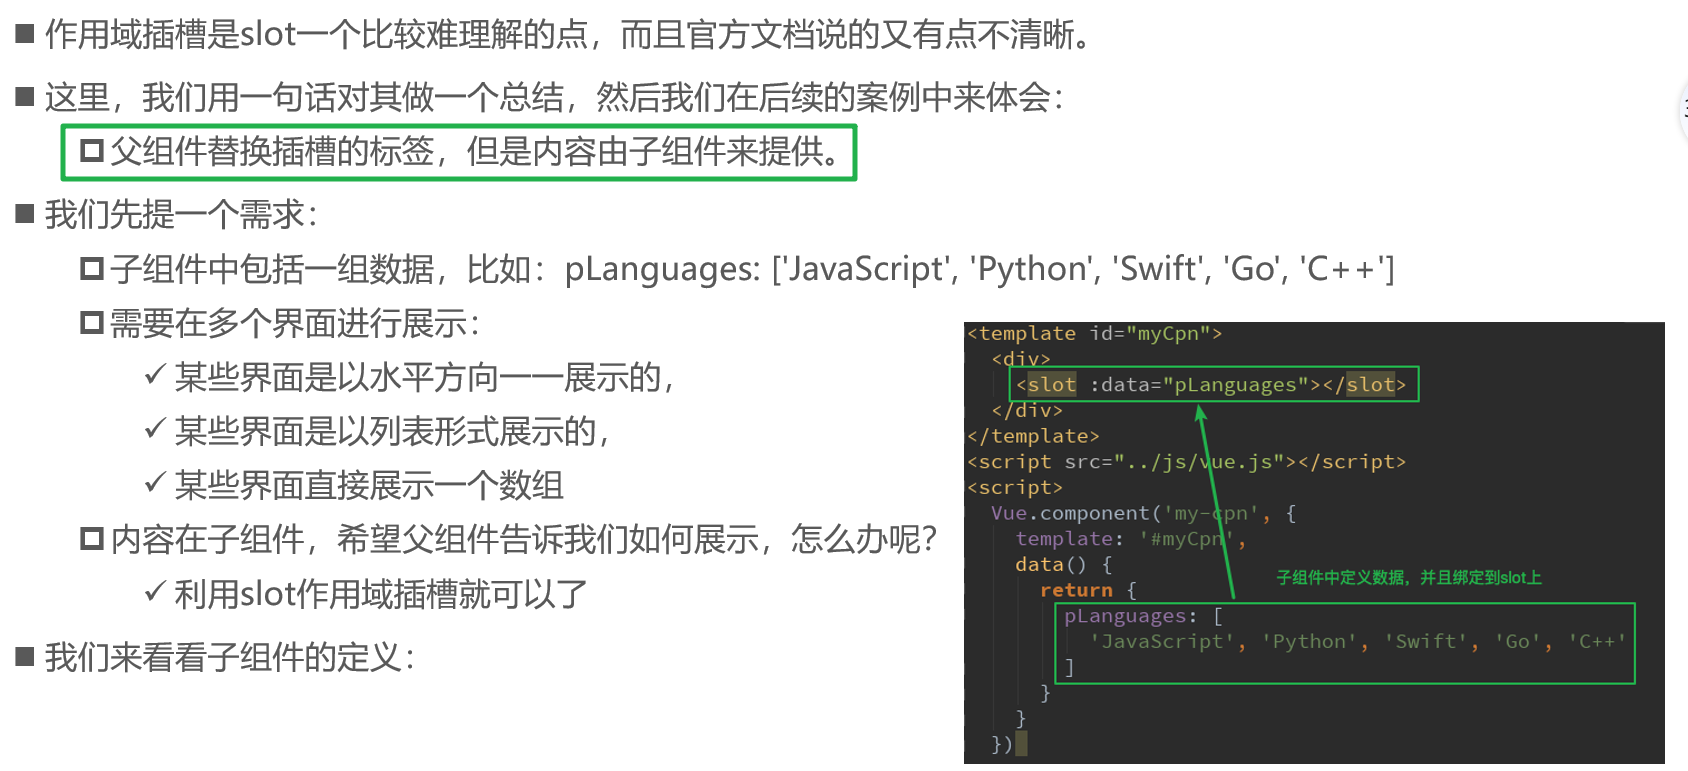 作用域插槽是slot一个比较难理解的点，而且官方文档说的又有点不清晰。
这里，我们用一句话对其做一个总结，然后我们在后续的案例中来体会：
父组件替换插槽的标签，但是内容由子组件来提供。
我们先提一个需求：
子组件中包括一组数据，比如：pLanguages: ['JavaScript', 'Python', 'Swift', 'Go', 'C++']
需要在多个界面进行展示：
某些界面是以水平方向一一展示的，
某些界面是以列表形式展示的，
某些界面直接展示一个数组
内容在子组件，希望父组件告诉我们如何展示，怎么办呢？
利用slot作用域插槽就可以了
我们来看看子组件的定义：
<template id="myCpn">
<div>
<slot :data="pLanguages"></slot>
</div>
</template>
<script src="../js/vue.js"></script>
<script>
Vue.component('my-cpn', {
template: '#myCpn',
data() {
return {
pLanguages: [
'JavaScript', 'Python', 'Swift', 'Go', 'C++'
]
}
}
})
子组件中定义数据，并且绑定到slot上